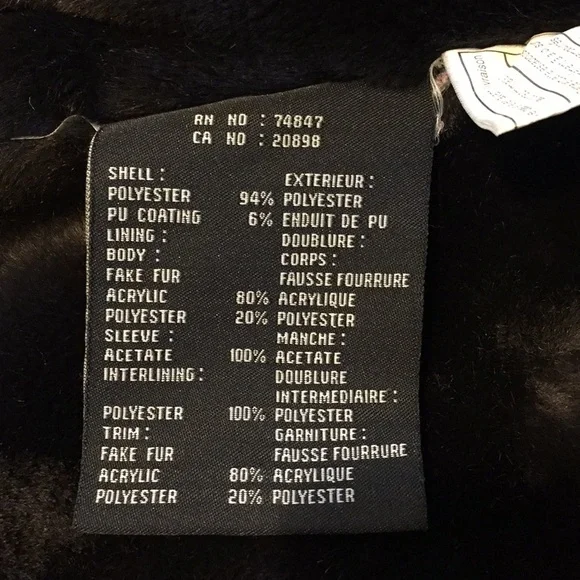 RN NO : 74847
CA NO : 20898
SHELL : EXTERIEUR :
POLYESTER 94% POLYESTER
PU COATING 6% ENDUIT DE PU
LINING : DOUBLURE :
BODY : CORPS :
FAKE FUR FAUSSE FOURRURE
ACRYLIC 80% ACRYLIQUE
POLYESTER 20% POLYESTER
SLEEVE : MANCHE :
ACETATE 100% ACETATE
INTERLINING : DOUBLURE
INTERMEDIAIRE :
POLYESTER 100% POLYESTER
TRIM : GARNITURE :
FAKE FUR FAUSSE FOURRURE
ACRYLIC 80% ACRYLIQUE
POLYESTER 20% POLYESTER